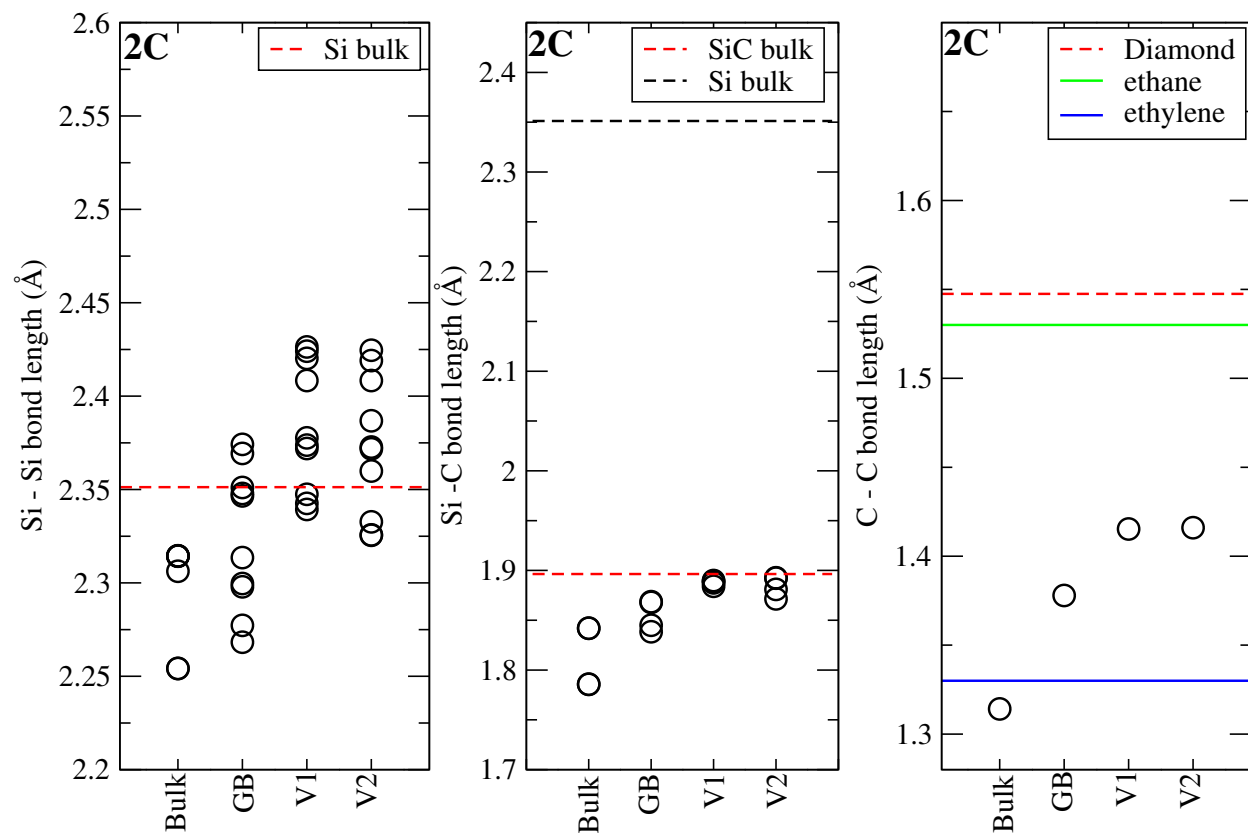 2C
Si bulk
Si - Si bond length (Å)
2.6
2.55
2.5
2.45
2.4
2.35
2.3
2.25
2.2
Bulk
GB
V1
V2
2C
SiC bulk
Si bulk
Si -C bond length (Å)
2.4
2.3
2.2
2.1
2
1.9
1.8
1.7
Bulk
GB
V1
V2
2C
Diamond
ethane
ethylene
C - C bond length (Å)
1.6
1.5
1.4
1.3
Bulk
GB
V1
V2